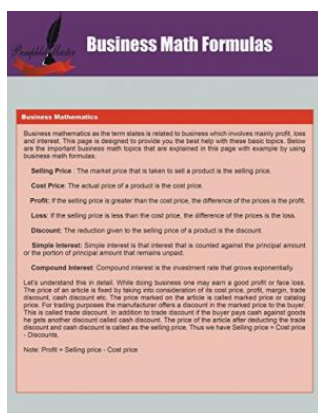 Pamphlet Master
Business Math Formulas
Business Mathematics
Business mathematics as the term states is related to business which involves mainly profit, loss
and interest. This page is designed to provide you the best help with these basic topics. Below
are the important business math topics that are explained in this page with example by using
business math formulas:
Selling Price : The market price that is taken to sell a product is the selling price.
Cost Price: The actual price of a product is the cost price.
Profit: If the selling price is greater than the cost price, the difference of the prices is the profit.
Loss: If the selling price is less than the cost price, the difference of the prices is the loss.
Discount: The reduction given to the selling price of a product is the discount.
Simple Interest: Simple interest is that interest that is counted against the principal amount
or the portion of principal amount that remains unpaid.
Compound Interest: Compound interest is the investment rate that grows exponentially.
Let's understand this in detail. While doing business one may earn a good profit or face loss.
The price of an article is fixed by taking into consideration of its cost price, profit, margin, trade
discount, cash discount etc. The price marked on the article is called marked price or catalog
price. For trading purposes the manufacturer offers a discount in the marked price to the buyer.
This is called trade discount. In addition to trade discount if the buyer pays cash against goods
he gets another discount called cash discount. The price of the article after deducting the trade
discount and cash discount is called as the selling price. Thus we have Selling price = Cost price
- Discounts.
Note: Profit = Selling price - Cost price